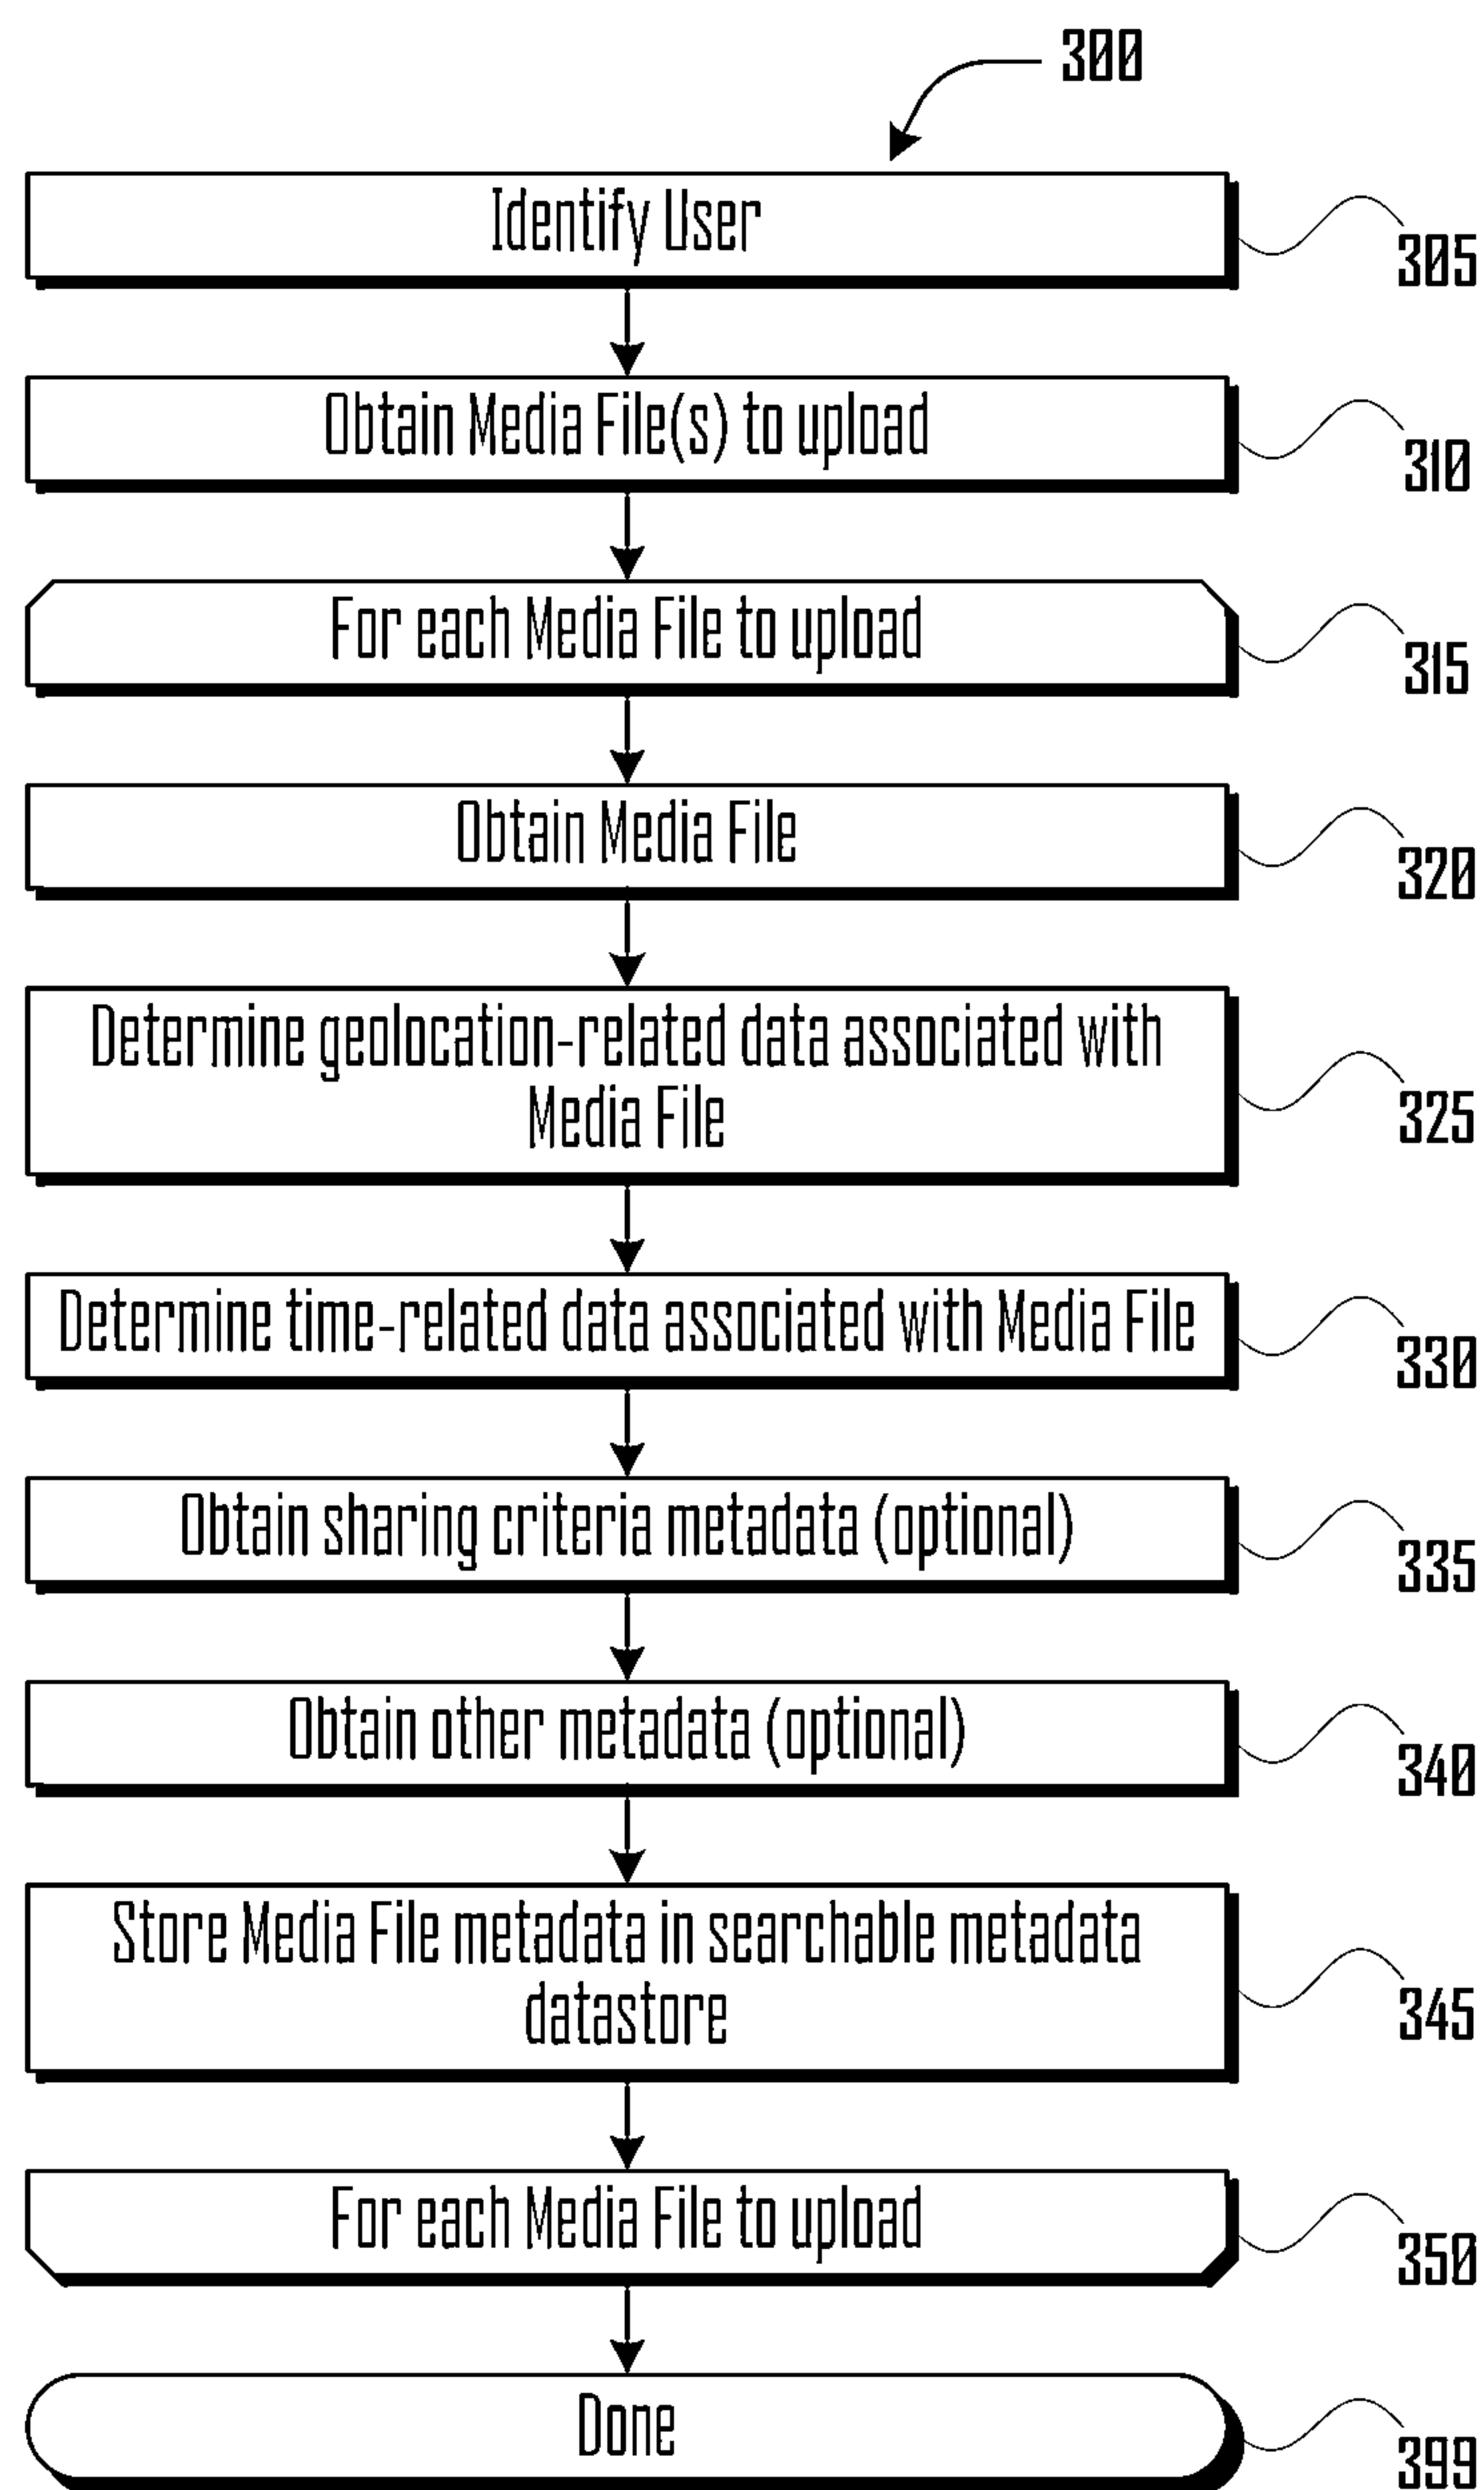 300
Identify User
305
Obtain Media File(s) to upload
310
For each Media File to upload
315
Obtain Media File
320
Determine geolocation-related data associated with
Media File
325
Determine time-related data associated with Media File
330
Obtain sharing criteria metadata (optional)
335
Obtain other metadata (optional)
340
Store Media File metadata in searchable metadata
datastore
345
For each Media File to upload
350
Done
399